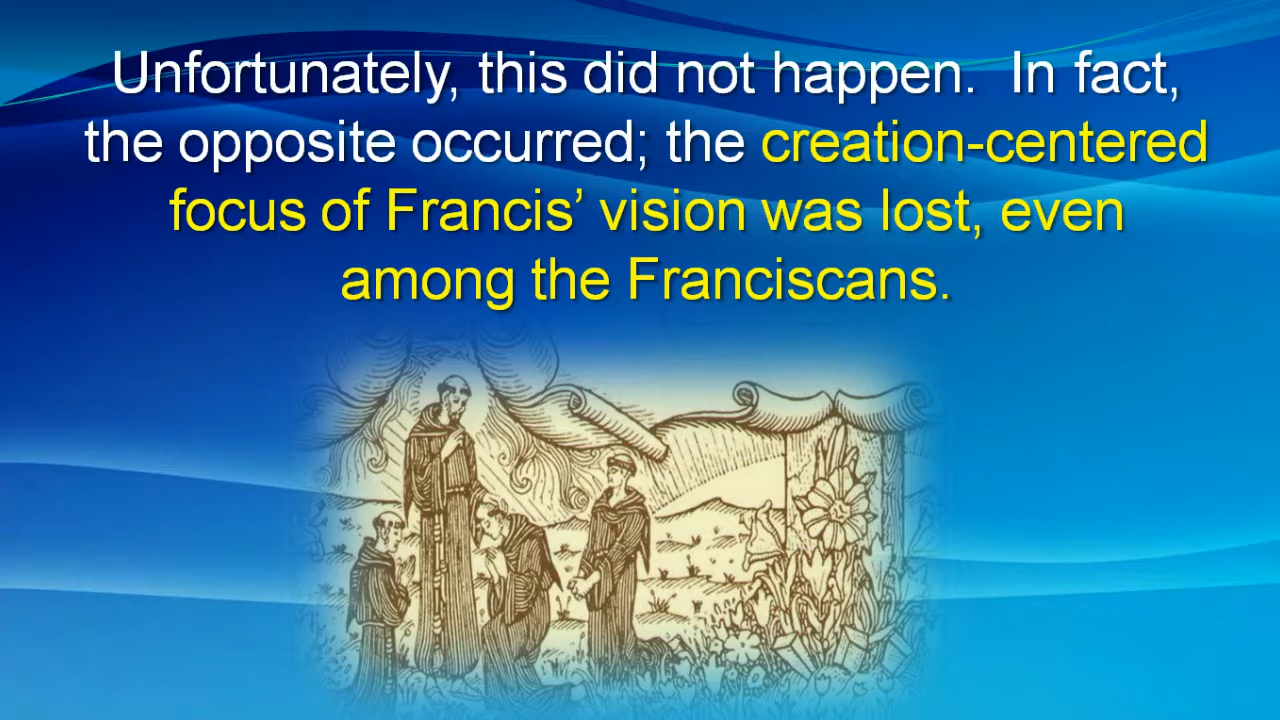 Unfortunately, this did not happen.  In fact,
the opposite occurred; the creation-centered
focus of Francis’ vision was lost, even
among the Franciscans.